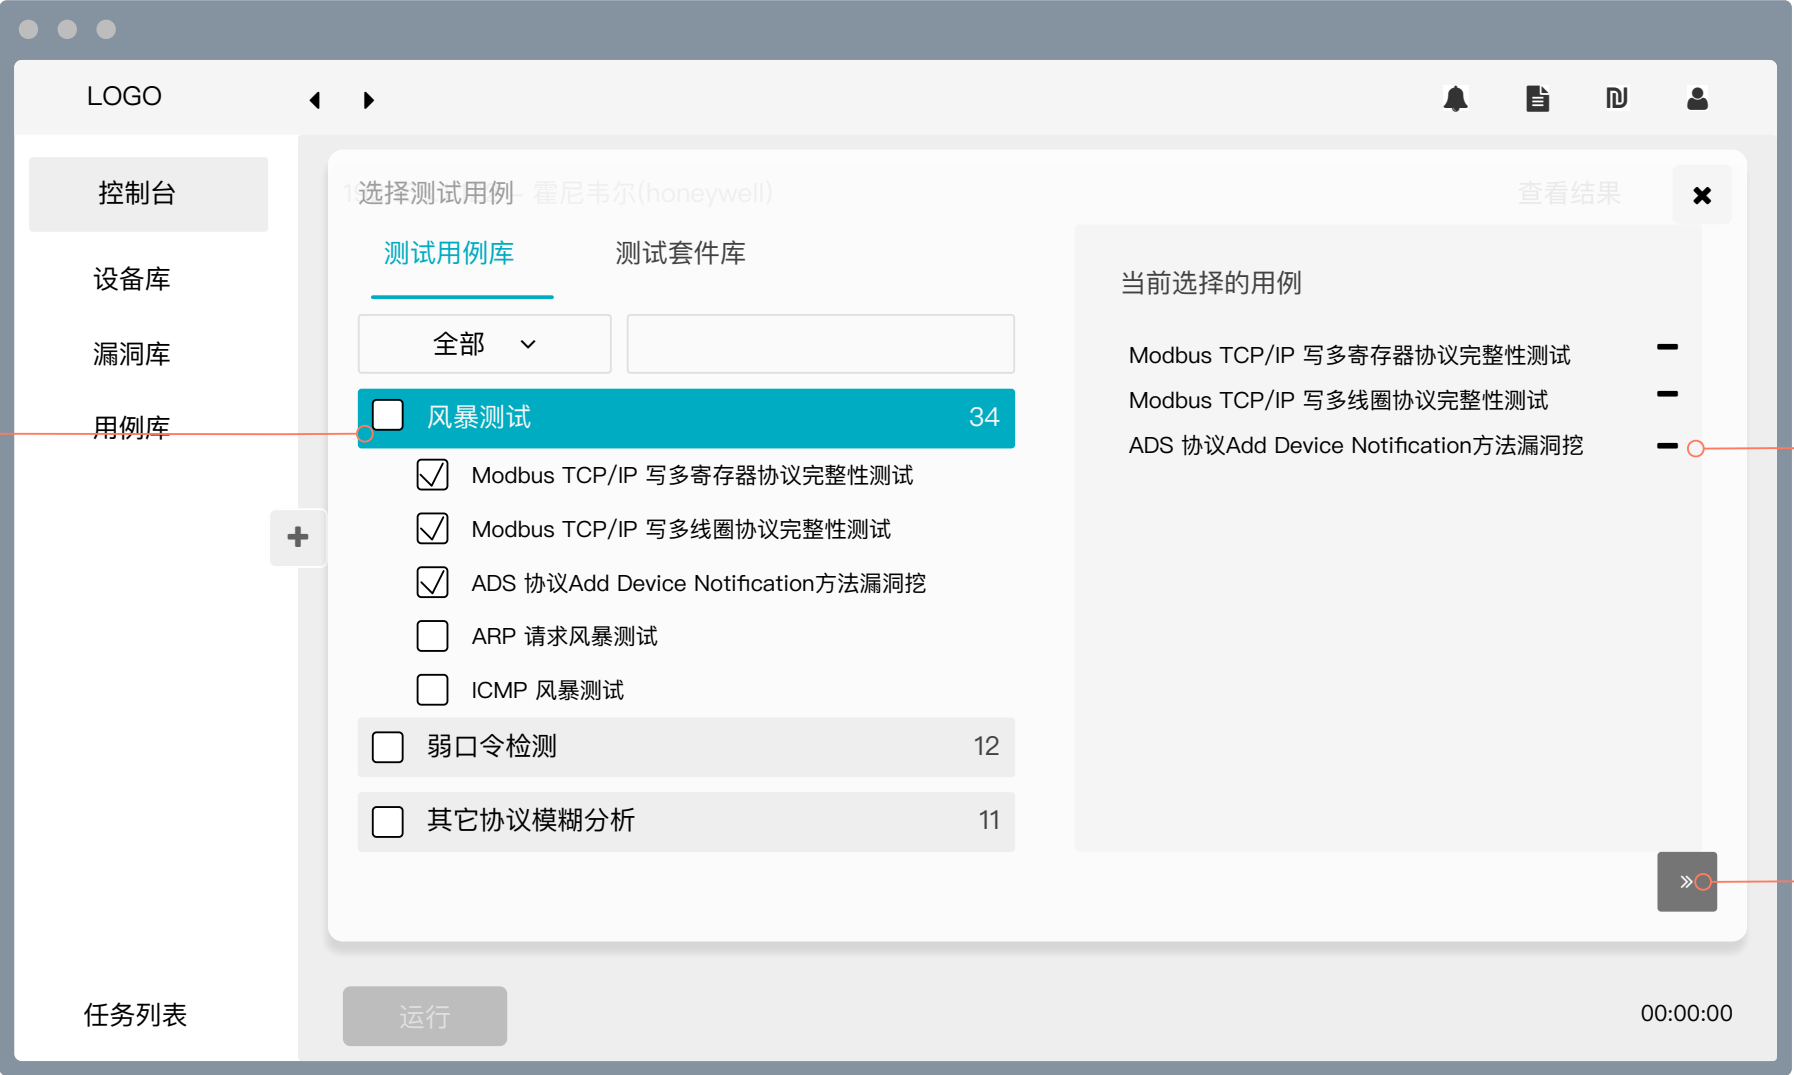 LOGO
控制台
设备库
漏洞库
用例库
任务列表
选择测试用例
霍尼韦尔(honeywell)
查看结果
测试用例库
测试套件库
全部
风暴测试 34
Modbus TCP/IP 写多寄存器协议完整性测试
Modbus TCP/IP 写多线圈协议完整性测试
ADS 协议Add Device Notification方法漏洞挖
ARP 请求风暴测试
ICMP 风暴测试
弱口令检测 12
其它协议模糊分析 11
当前选择的用例
Modbus TCP/IP 写多寄存器协议完整性测试
Modbus TCP/IP 写多线圈协议完整性测试
ADS 协议Add Device Notification方法漏洞挖
运行
00:00:00